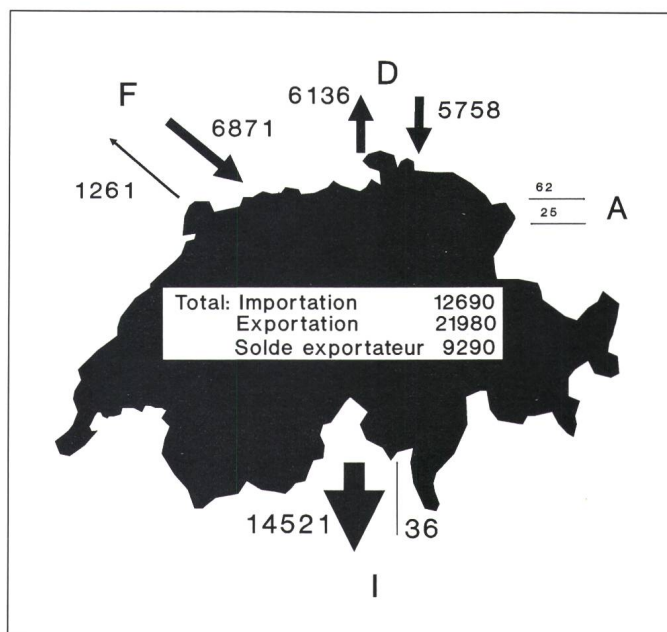 D
F
6136
5758
6871
1261
62
A
25
Total: Importation 12690
Exportation 21980
Solde exportateur 9290
14521
36
I